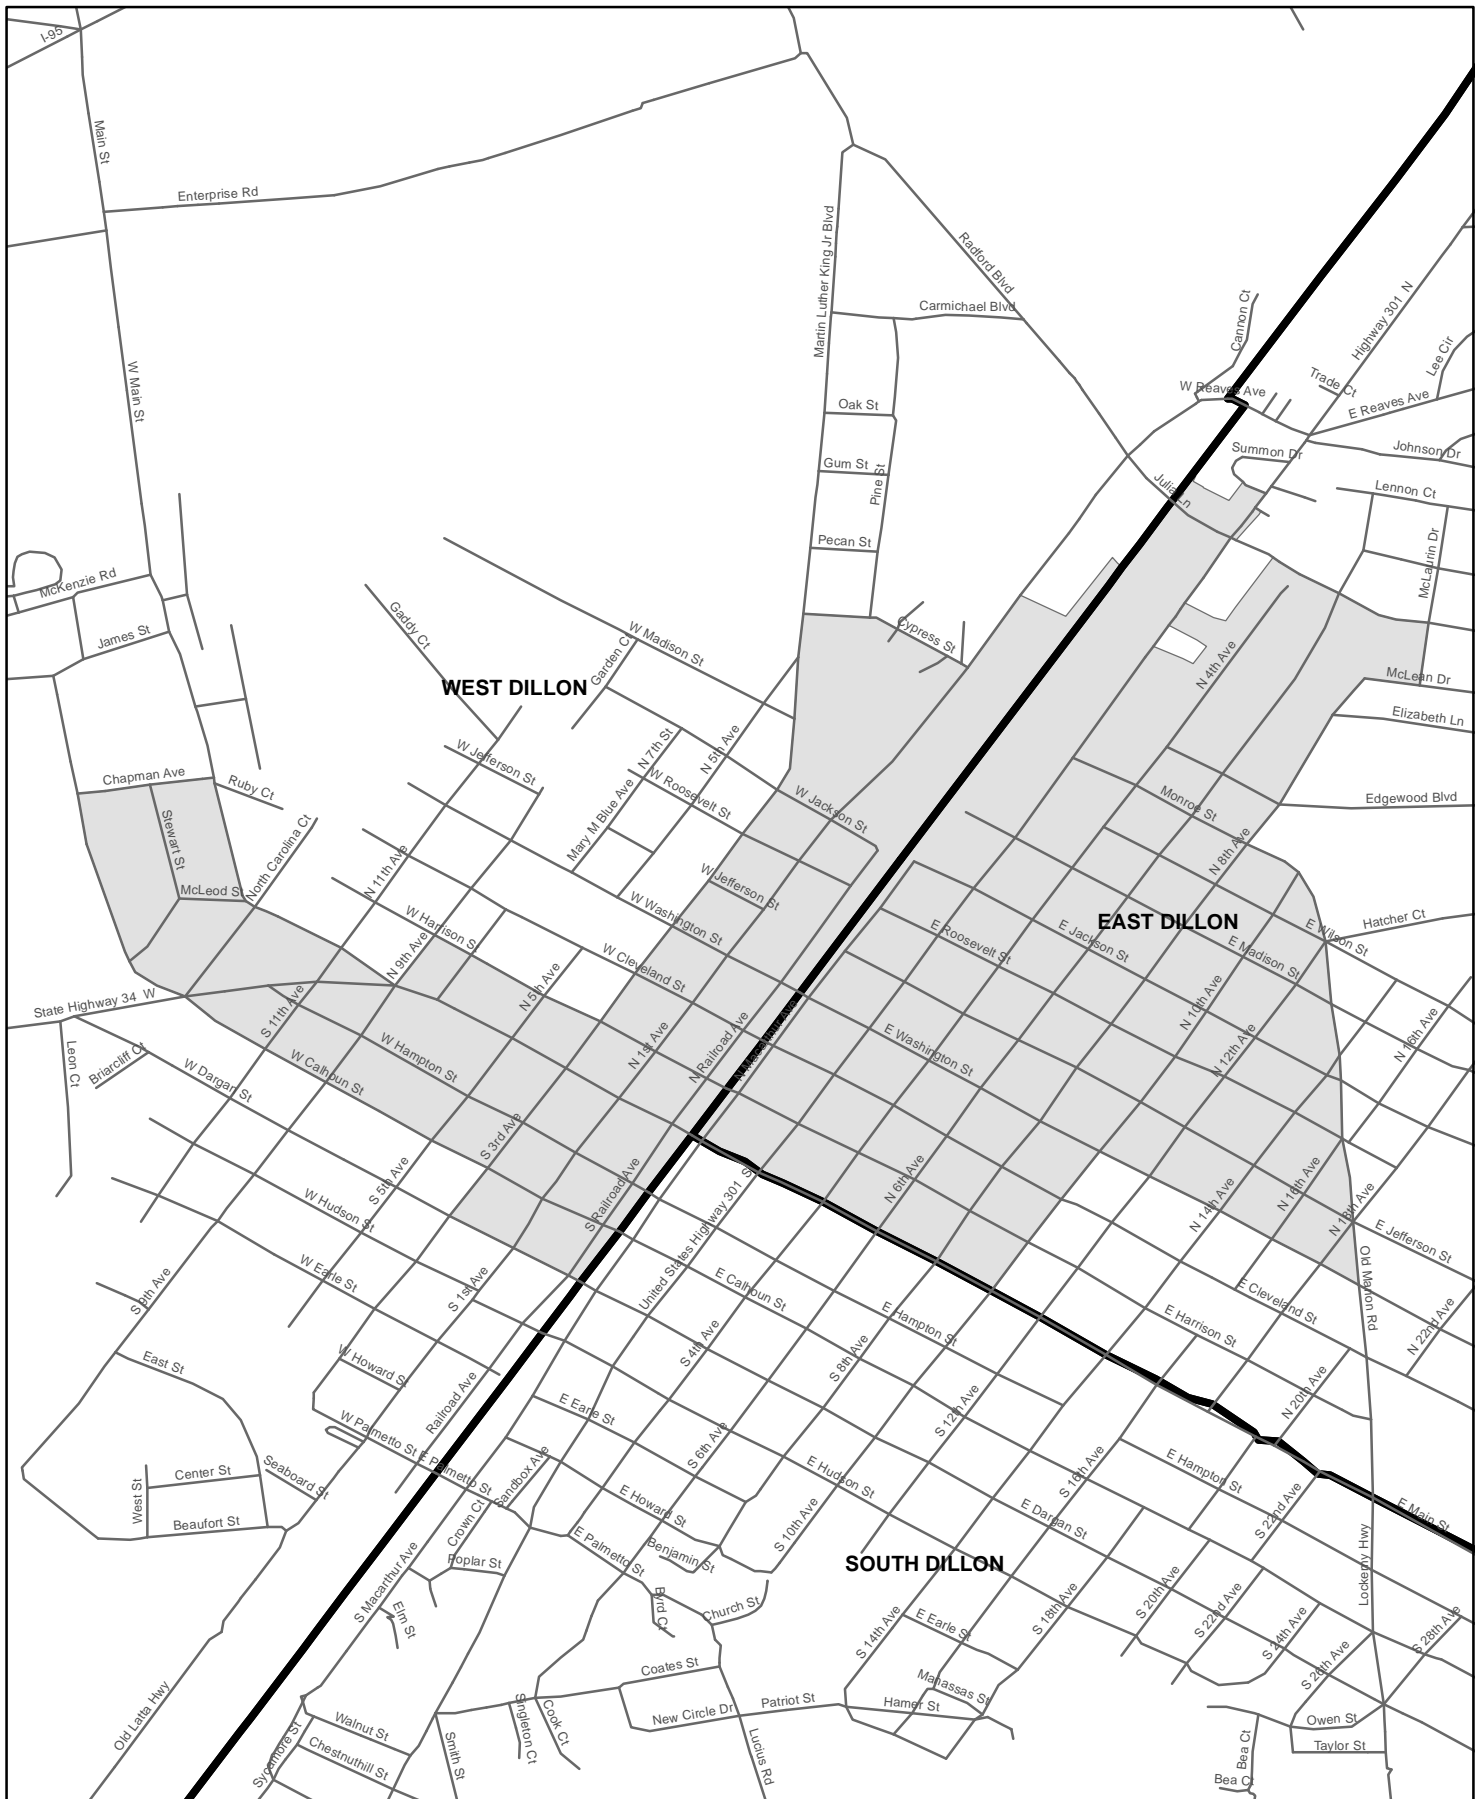 I-95
Main St
Enterprise Rd
Martin Luther King Jr Blvd
Radford Blvd
Carmichael Blvd
Cannon Ct
Highway 301 N
Lee Cir
W Main St
Trade Ct
W Reaves Ave
E Reaves Ave
Oak St
Summon Dr
Johnson Dr
Gum St
Pine St
Julia Ln
Lennon Ct
Pecan St
McLaurin Dr
McKenzie Rd
James St
Gaddy Ct
Garden Ct
W Madison St
Cypress St
N 4th Ave
McLean Dr
WEST DILLON
Elizabeth Ln
N 7th St
N 5th Ave
W Jefferson St
Chapman Ave
Ruby Ct
W Roosevelt St
W Jackson St
Monroe St
Edgewood Blvd
Stewart St
North Carolina Ct
Mary M Blue Ave
N 8th Ave
N 11th Ave
McLeod St
W Jefferson St
W Harrison St
W Washington St
EAST DILLON
Hatcher Ct
E Roosevelt St
E Jackson St
E Madison St
E Wilson St
N 9th Ave
W Cleveland St
N 5th Ave
State Highway 34 W
S 11th Ave
N 10th Ave
N 16th Ave
N 1st Ave
N Railroad Ave
N Macarthur Ave
E Washington St
N 12th Ave
Leon Ct
Briarcliff Ct
W Dargan St
W Calhoun St
W Hampton St
S 3rd Ave
S 5th Ave
S Railroad Ave
United States Highway 301 S
N 6th Ave
N 14th Ave
N 16th Ave
N 18th Ave
W Hudson St
E Jefferson St
W Earle St
S 9th Ave
S 1st Ave
E Calhoun St
E Hampton St
E Cleveland St
E Harrison St
Old Marion Rd
N 22nd Ave
S 4th Ave
S 8th Ave
East St
W Howard St
Railroad Ave
E Earle St
S 12th Ave
N 20th Ave
W Palmetto St
E Palmetto St
Sandbox Ave
S 6th Ave
E Hudson St
S 16th Ave
E Hampton St
Center St
Seaboard St
West St
Beaufort St
Crown Ct
E Howard St
S 10th Ave
E Dargan St
S 22nd Ave
E Main St
E Palmetto St
Benjamin St
SOUTH DILLON
Poplar St
S Macarthur Ave
Elm St
Byrd Ct
Church St
S 14th Ave
E Earle St
S 18th Ave
S 20th Ave
S 22nd Ave
S 24th Ave
Lockemy Hwy
S 26th Ave
S 28th Ave
Old Latta Hwy
Coates St
New Circle Dr
Patriot St
Manassas St
Hamer St
Sycamore St
Walnut St
Chestnuthill St
Smith St
Singleton Ct
Cook Ct
Lucius Rd
Owen St
Taylor St
Bea Ct
Bea Ct